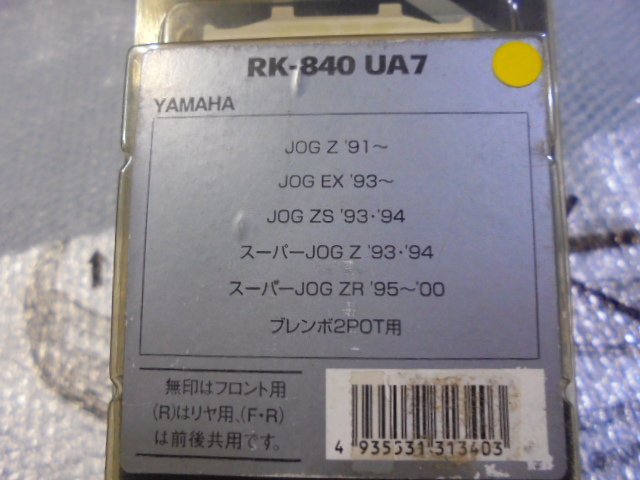 RK-840 UA7
YAMAHA
JOG Z '91～
JOG EX '93～
JOG ZS '93･'94
スーパーJOG Z '93･'94
スーパーJOG ZR '95～'00
ブレンボ2POT用
無印はフロント用
(R)はリヤ用、(F・R)
は前後共用です。
4 935531 313403